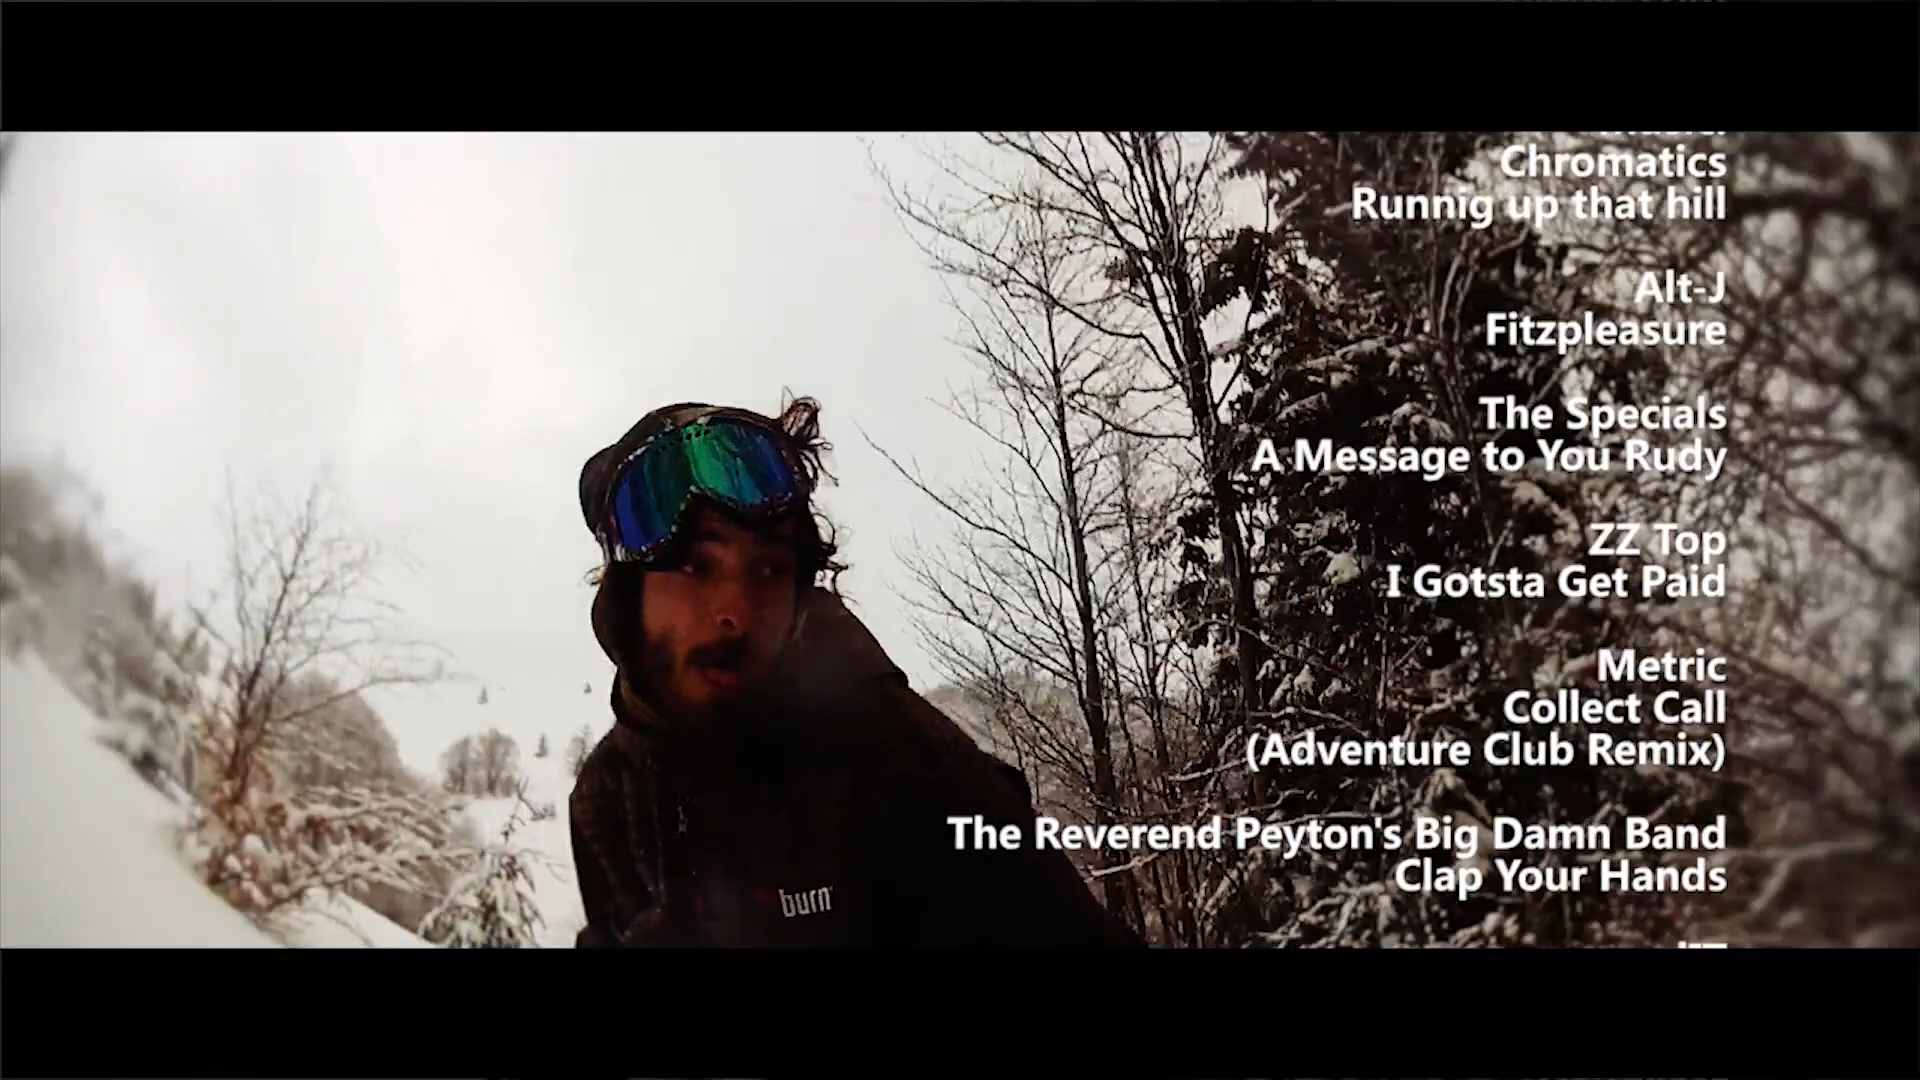 Chromatics
Runnig up that hill
Alt-J
Fitzpleasure
The Specials
A Message to You Rudy
ZZ Top
I Gotsta Get Paid
Metric
Collect Call
(Adventure Club Remix)
The Reverend Peyton's Big Damn Band
Clap Your Hands
burn